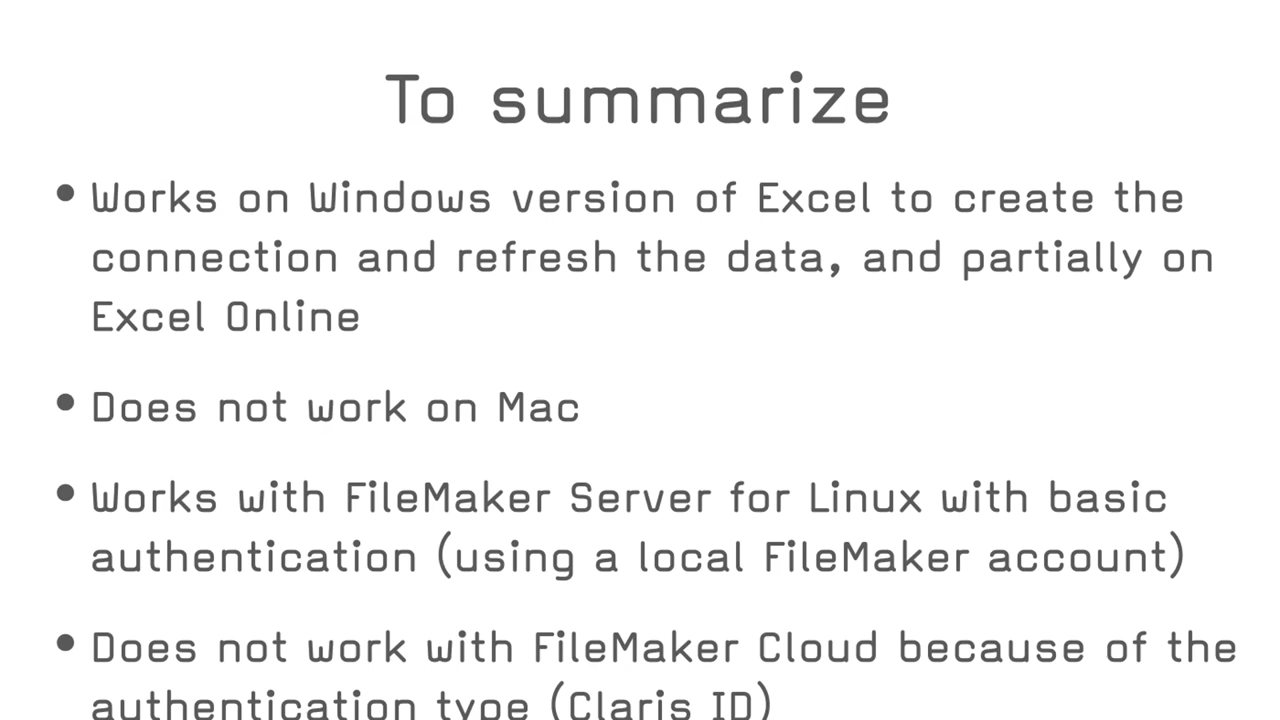 To summarize
• Works on Windows version of Excel to create the
connection and refresh the data, and partially on
Excel Online
• Does not work on Mac
• Works with FileMaker Server for Linux with basic
authentication (using a local FileMaker account)
• Does not work with FileMaker Cloud because of the
authentication type (Claris ID)